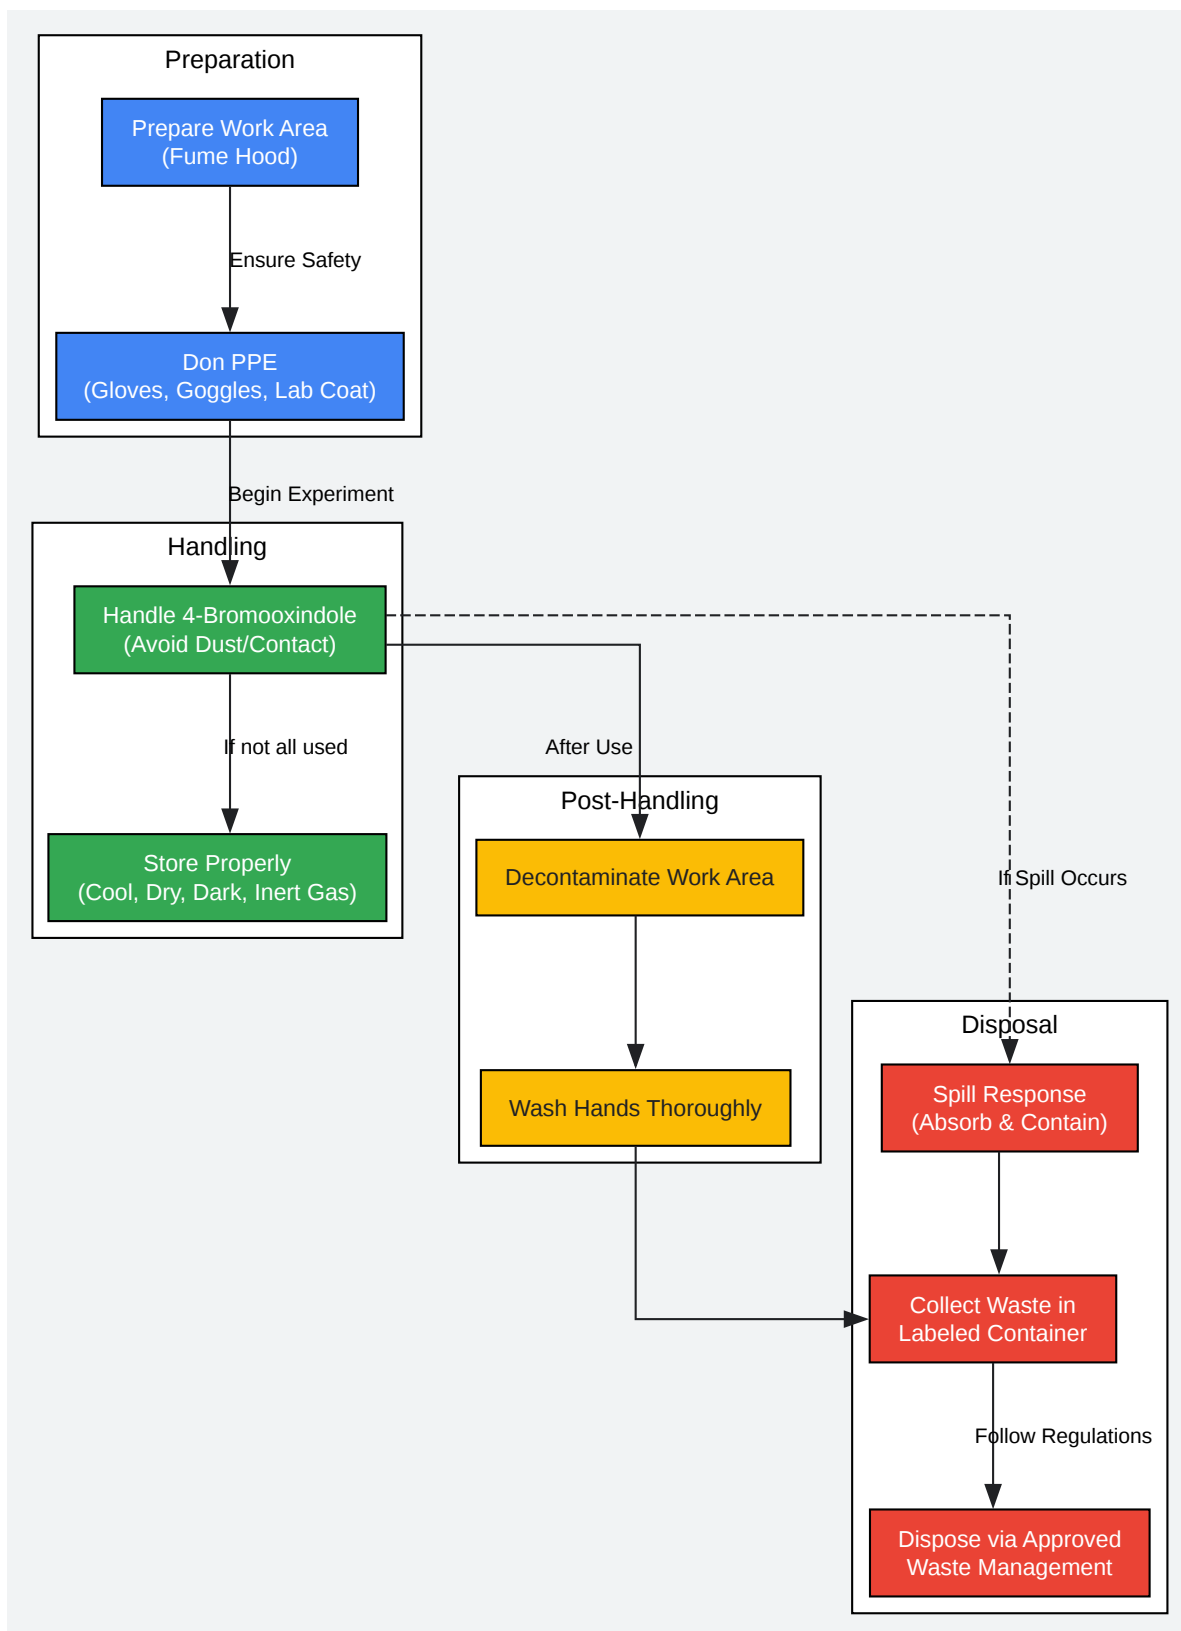 Preparation
Prepare Work Area
(Fume Hood)
Ensure Safety
Don PPE
(Gloves, Goggles, Lab Coat)
Begin Experiment
Handling
Handle 4-Bromooxindole
(Avoid Dust/Contact)
If not all used
After Use
Store Properly
(Cool, Dry, Dark, Inert Gas)
Post-Handling
Decontaminate Work Area
If Spill Occurs
Wash Hands Thoroughly
Disposal
Spill Response
(Absorb & Contain)
Collect Waste in
Labeled Container
Follow Regulations
Dispose via Approved
Waste Management